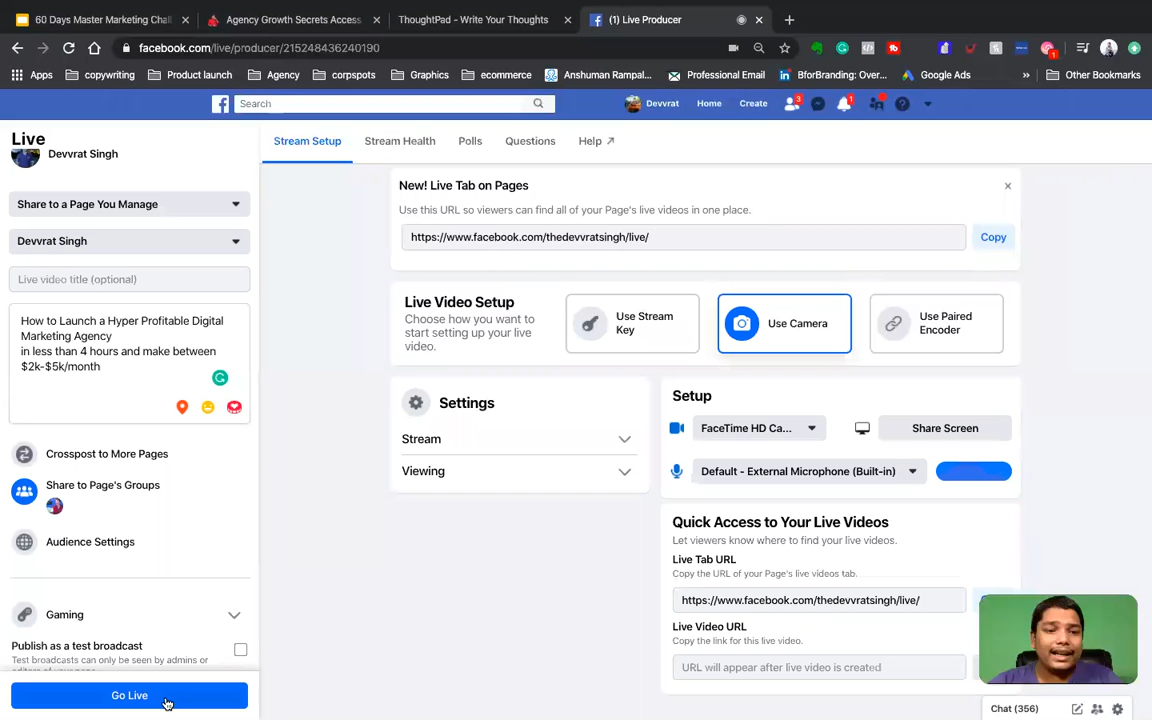 60 Days Master Marketing Chall
Agency Growth Secrets Access
ThoughtPad - Write Your Thoughts
(1) Live Producer
facebook.com/live/producer/215248436240190
Apps
copywriting
Product launch
Agency
corpspots
Graphics
ecommerce
Anshuman Rampal...
Professional Email
BforBranding: Over...
Google Ads
»
Other Bookmarks
Search
Devvrat
Home
Create
3
1
Live
Devvrat Singh
Share to a Page You Manage
Devvrat Singh
Live video title (optional)
How to Launch a Hyper Profitable Digital
Marketing Agency
in less than 4 hours and make between
$2k-$5k/month
Crosspost to More Pages
Share to Page's Groups
Audience Settings
Gaming
Publish as a test broadcast
Test broadcasts can only be seen by admins or
Go Live
Stream Setup
Stream Health
Polls
Questions
Help
New! Live Tab on Pages
Use this URL so viewers can find all of your Page's live videos in one place.
https://www.facebook.com/thedevvratsingh/live/
Copy
Live Video Setup
Choose how you want to
start setting up your live
video.
Use Stream
Key
Use Camera
Use Paired
Encoder
Settings
Stream
Viewing
Setup
FaceTime HD Ca...
Share Screen
Default - External Microphone (Built-in)
Quick Access to Your Live Videos
Let viewers know where to find your live videos.
Live Tab URL
Copy the URL of your Page's live videos tab.
https://www.facebook.com/thedevvratsingh/live/
Live Video URL
Copy the link for this live video.
URL will appear after live video is created
Chat (356)